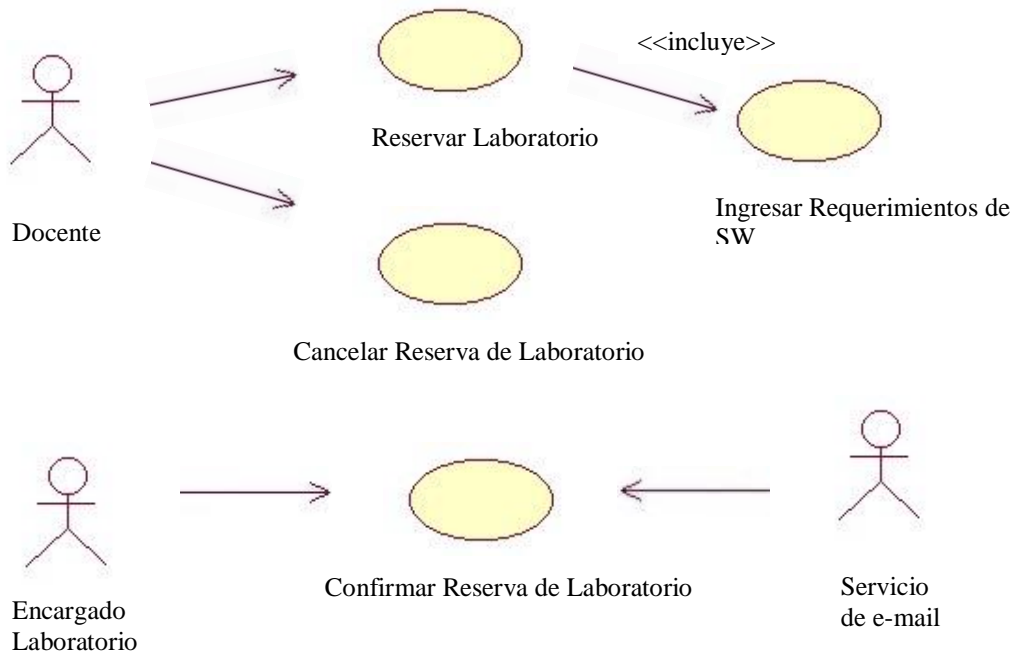 <<incluye>>
Reservar Laboratorio
Docente
Ingresar Requerimientos de
SW
Cancelar Reserva de Laboratorio
Confirmar Reserva de Laboratorio
Encargado
Laboratorio
Servicio
de e-mail